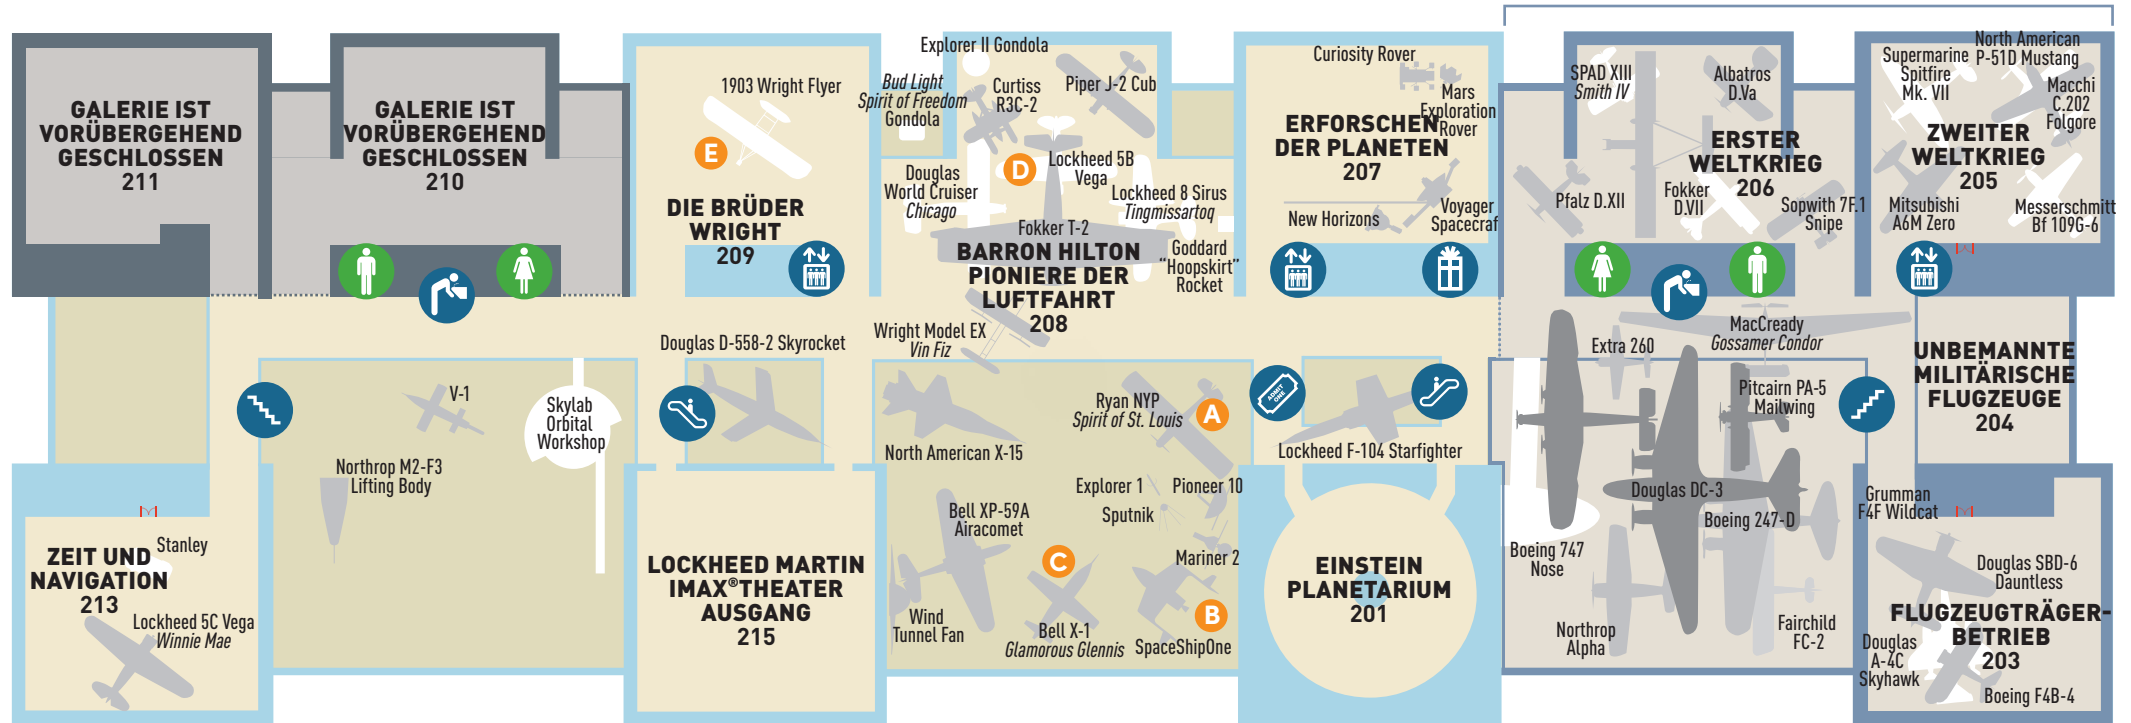 GALERIE IST
VORÜBERGEHEND
GESCHLOSSEN
211
GALERIE IST
VORÜBERGEHEND
GESCHLOSSEN
210
1903 Wright Flyer
E
DIE BRÜDER
WRIGHT
209
Explorer II Gondola
Bud Light
Spirit of Freedom
Gondola
Curtiss
R3C-2
Piper J-2 Cub
D
Lockheed 5B
Vega
Douglas
World Cruiser
Chicago
Lockheed 8 Sirus
Tingmissartoq
Fokker T-2
BARRON HILTON
PIONIERE DER
LUFTFAHRT
208
Goddard
"Hoopskirt"
Rocket
Wright Model EX
Vin Fiz
Curiosity Rover
Mars
Exploration
Rover
ERFORSCHEN
DER PLANETEN
207
New Horizons
Voyager
Spacecraf
SPAD XIII
Smith IV
Albatros
D.Va
ERSTER
WELTKRIEG
206
Pfalz D.XII
Fokker
D.VII
Sopwith 7F.1
Snipe
Supermarine
Spitfire
Mk. VII
North American
P-51D Mustang
Macchi
C.202
Folgore
ZWEITER
WELTKRIEG
205
Mitsubishi
A6M Zero
Messerschmitt
Bf 109G-6
V-1
Skylab
Orbital
Workshop
Northrop M2-F3
Lifting Body
Douglas D-558-2 Skyrocket
North American X-15
Ryan NYP
Spirit of St. Louis
A
ADMIT
ONE
Lockheed F-104 Starfighter
Extra 260
MacCready
Gossamer Condor
Pitcairn PA-5
Mailwing
UNBEMANNTE
MILITÄRISCHE
FLUGZEUGE
204
Stanley
ZEIT UND
NAVIGATION
213
Lockheed 5C Vega
Winnie Mae
LOCKHEED MARTIN
IMAX® THEATER
AUSGANG
215
Bell XP-59A
Airacomet
Explorer 1
Pioneer 10
Sputnik
Mariner 2
C
B
Wind
Tunnel Fan
Bell X-1
Glamorous Glennis
SpaceShipOne
EINSTEIN
PLANETARIUM
201
Douglas DC-3
Boeing 247-D
Boeing 747
Nose
Northrop
Alpha
Fairchild
FC-2
Grumman
F4F Wildcat
Douglas SBD-6
Dauntless
FLUGZEUGTRÄGER-
BETRIEB
203
Douglas
A-4C
Skyhawk
Boeing F4B-4